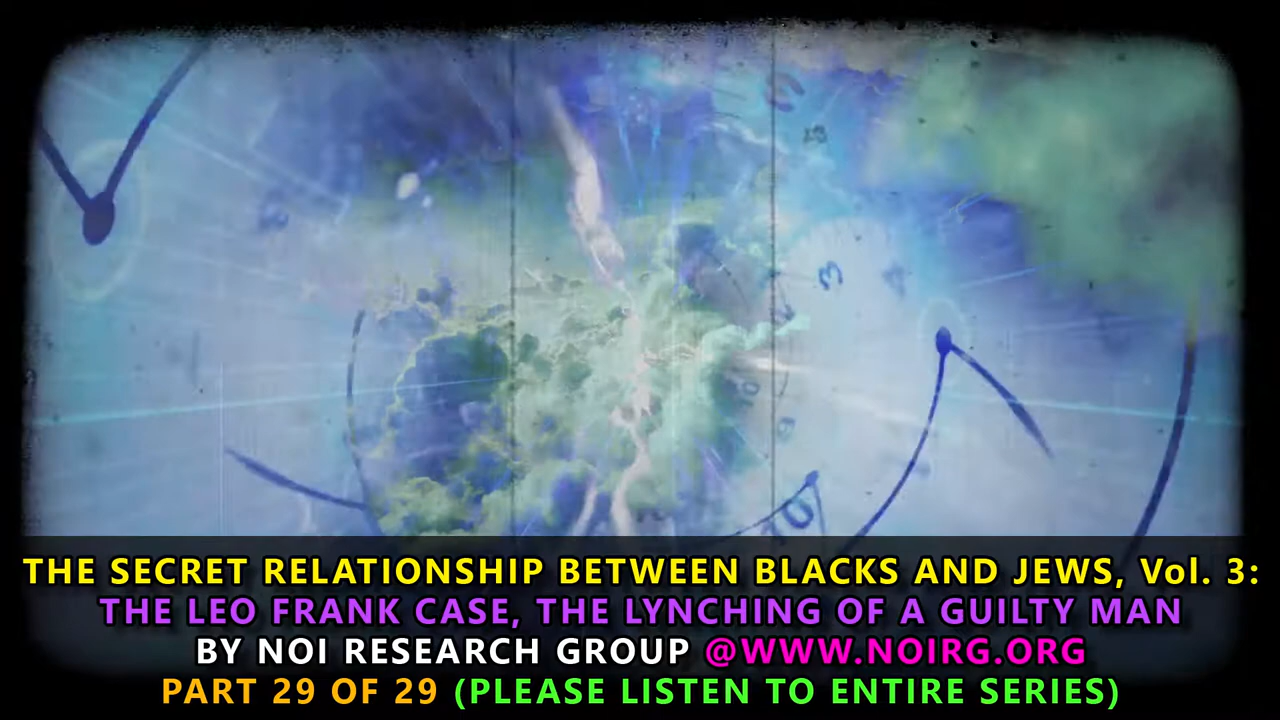 THE SECRET RELATIONSHIP BETWEEN BLACKS AND JEWS, Vol. 3:
THE LEO FRANK CASE, THE LYNCHING OF A GUILTY MAN
BY NOI RESEARCH GROUP @WWW.NOIRG.ORG
PART 29 OF 29 (PLEASE LISTEN TO ENTIRE SERIES)